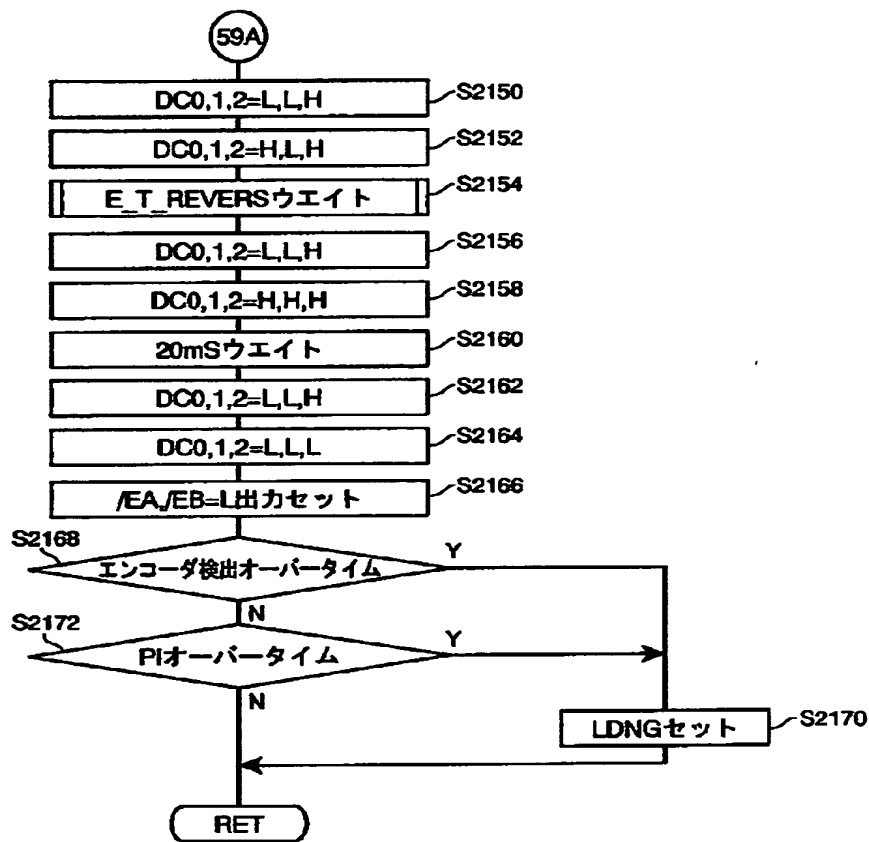 59A
DC0,1,2=L,L,H
S2150
DC0,1,2=H,L,H
S2152
E_T_REVERSウエイト
S2154
DC0,1,2=L,L,H
S2156
DC0,1,2=H,H,H
S2158
20mSウエイト
S2160
DC0,1,2=L,L,H
S2162
DC0,1,2=L,L,L
S2164
/EA,/EB=L出力セット
S2166
S2168
エンコーダ検出オーバータイム
Y
N
S2172
PIオーバータイム
Y
N
LDNGセット
S2170
RET